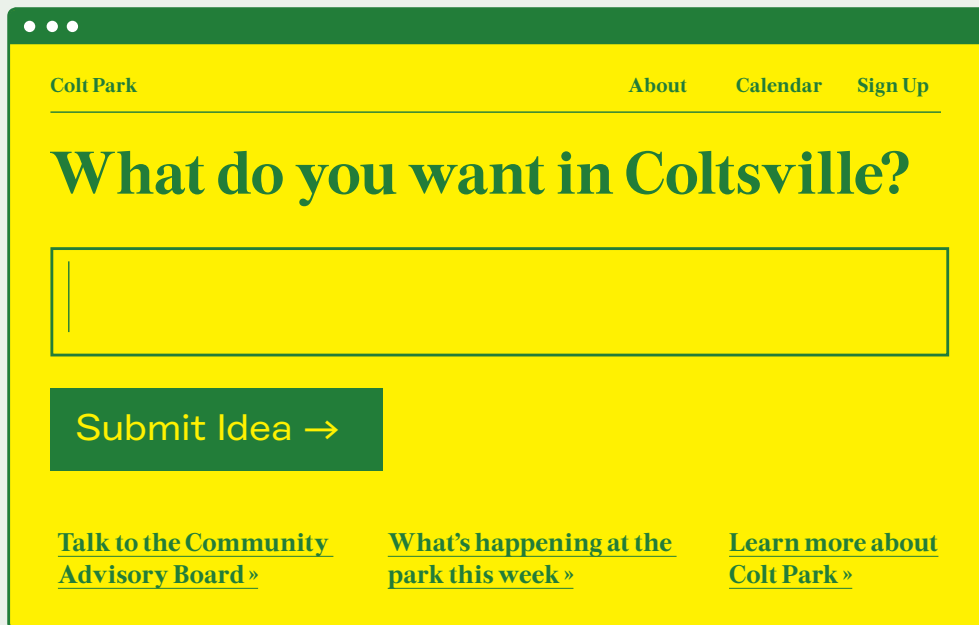 Colt Park About Calendar Sign Up
What do you want in Coltsville?
Submit Idea →
Talk to the Community
Advisory Board »
What’s happening at the
park this week »
Learn more about
Colt Park »